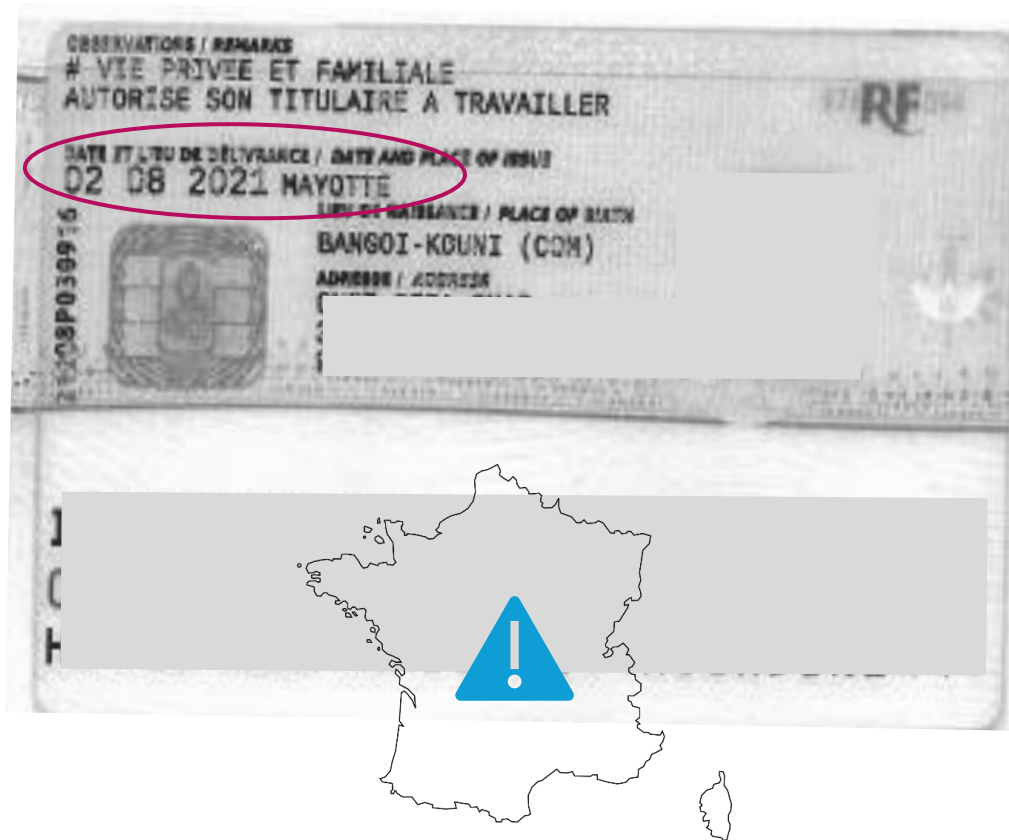 OBSERVATIONS / REMARKS
# VIE PRIVEE ET FAMILIALE
AUTORISE SON TITULAIRE A TRAVAILLER
RF
DATE ET LIEU DE DÉLIVRANCE / DATE AND PLACE OF ISSUE
02 08 2021 MAYOTTE
LIEU DE NAISSANCE / PLACE OF BIRTH
BANGOI-KOUNI (COM)
ADRESSE / ADDRESS